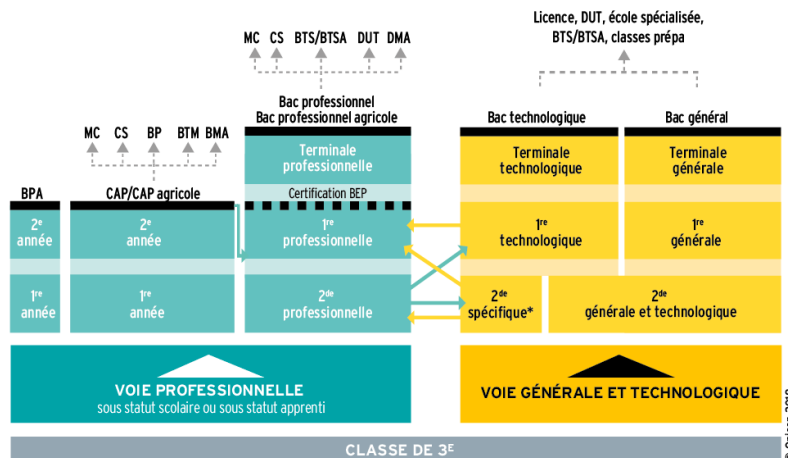 Licence, DUT, école spécialisée,
BTS/BTSA, classes prépa
MC CS BTS/BTSA DUT DMA
Bac professionnel
Bac professionnel agricole
Bac technologique
Bac général
MC CS BP BTM BMA
Terminale
professionnelle
Terminale
technologique
Terminale
générale
BPA
CAP/CAP agricole
Certification BEP
2e
année
2e
année
1re
professionnelle
1re
technologique
1re
générale
1re
année
1re
année
2de
professionnelle
2de
spécifique*
2de
générale et technologique
VOIE PROFESSIONNELLE
sous statut scolaire ou sous statut apprenti
VOIE GÉNÉRALE ET TECHNOLOGIQUE
CLASSE DE 3E